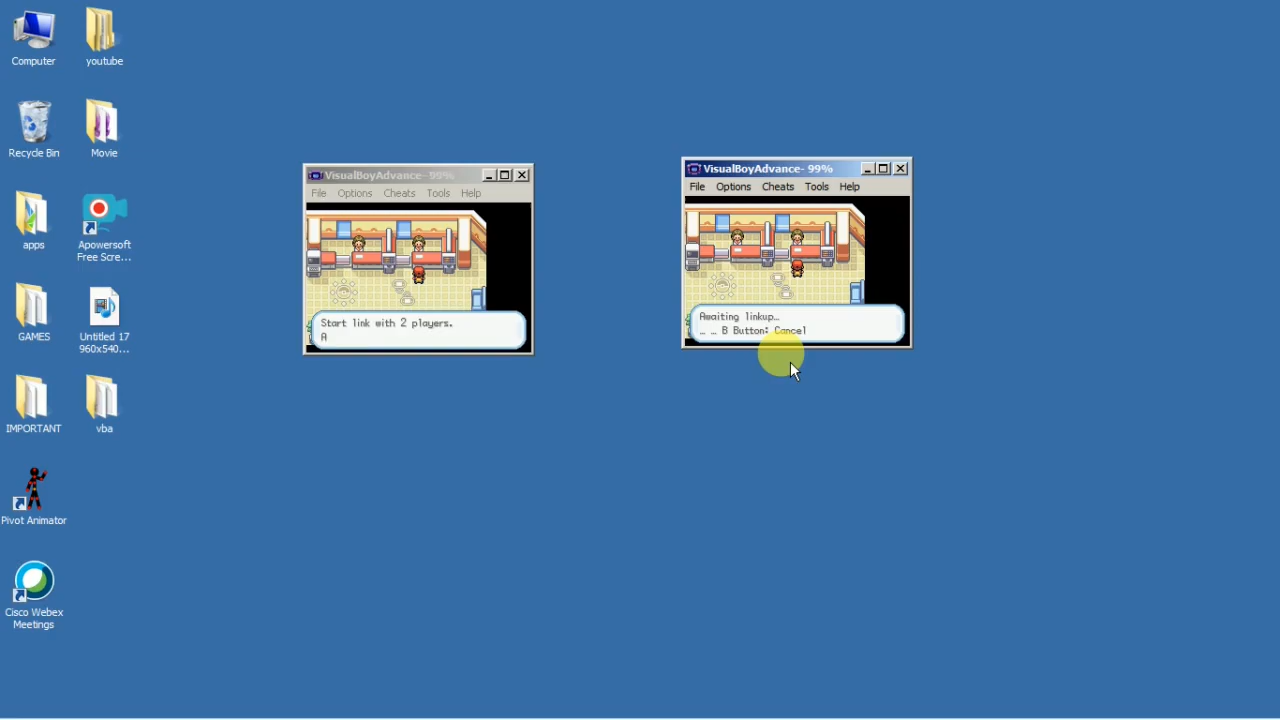 Computer
youtube
Recycle Bin
Movie
apps
Apowersoft
Free Scre...
GAMES
Untitled 17
960x540...
IMPORTANT
vba
Pivot Animator
Cisco Webex
Meetings
VisualBoyAdvance- 99%
File Options Cheats Tools Help
Start link with 2 players.
A
VisualBoyAdvance- 99%
File Options Cheats Tools Help
Awaiting linkup...
... ... B Button: Cancel